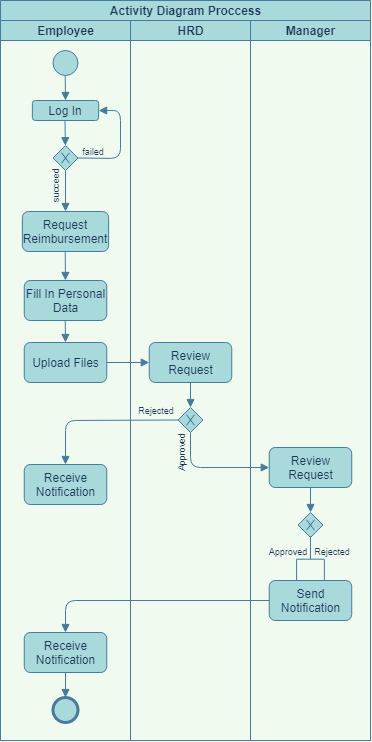 Activity Diagram Proccess
Employee
HRD
Manager
Log In
failed
succeed
Request
Reimbursement
Fill In Personal
Data
Upload Files
Review
Request
Rejected
Approved
Receive
Notification
Review
Request
Approved
Rejected
Send
Notification
Receive
Notification